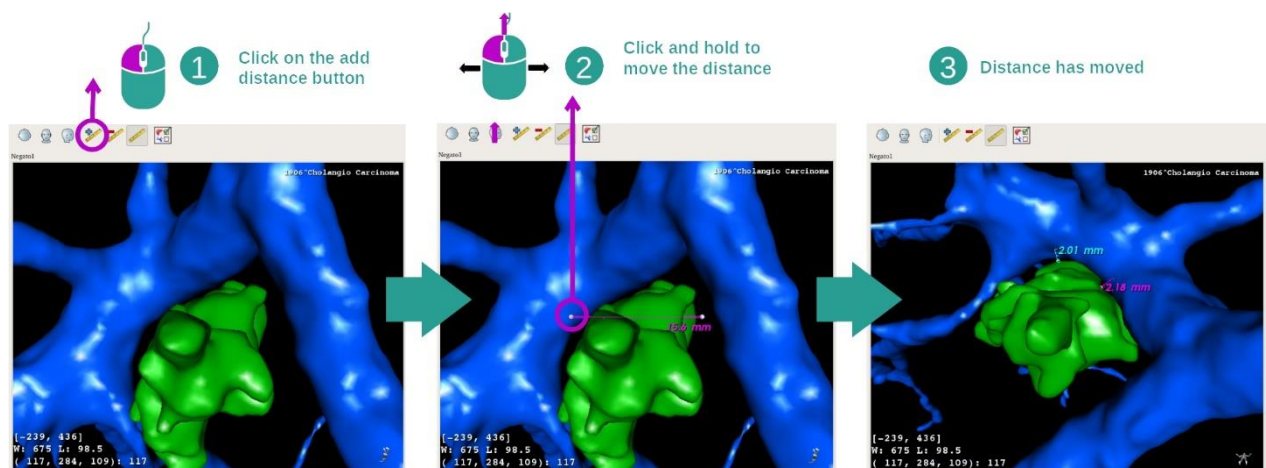 1
Click on the add
distance button
2
Click and hold to
move the distance
3
Distance has moved
Negato1
1906^Cholangio Carcinoma
[-239, 436]
W: 675 L: 98.5
( 117, 284, 109): 117
Negato1
1906^Cholangio Carcinoma
15.6 mm
[-239, 436]
W: 675 L: 98.5
( 117, 284, 109): 117
Negato1
1906^Cholangio Carcinoma
2.01 mm
2.18 mm
[-239, 436]
W: 675 L: 98.5
( 117, 284, 109): 117